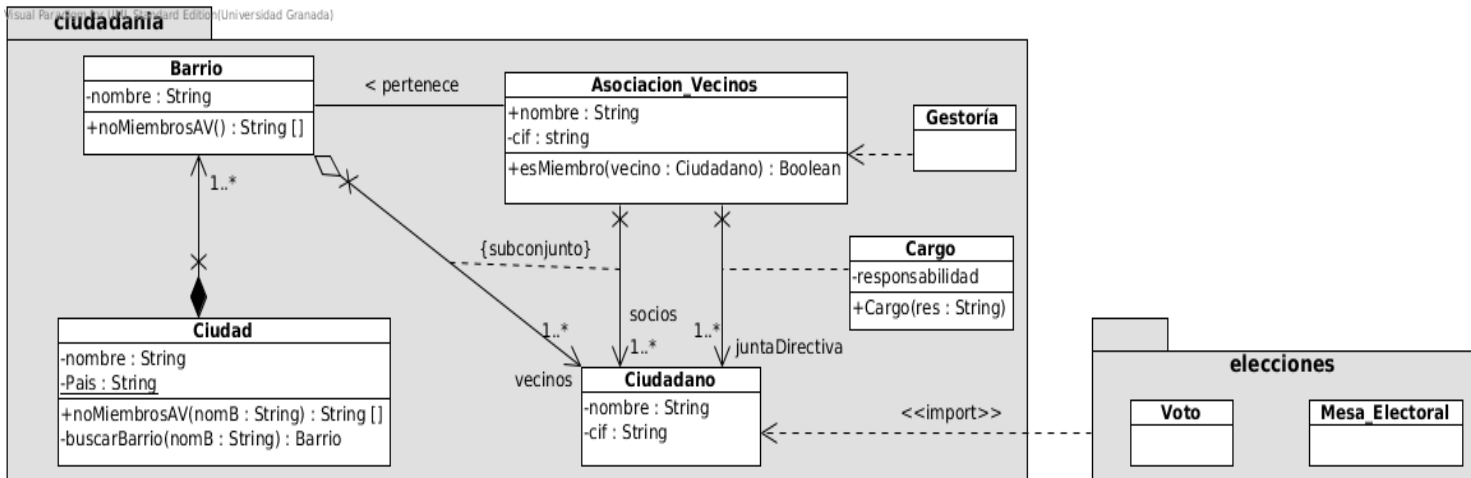 Visual Paradigm for UML Standard Edition(Universidad Granada)
ciudadania
Barrio
-nombre : String
+noMiembrosAV() : String []
< pertenece
Asociacion_Vecinos
+nombre : String
-cif : string
+esMiembro(vecino : Ciudadano) : Boolean
Gestoría
1..*
{subconjunto}
Cargo
-responsabilidad
+Cargo(res : String)
Ciudad
-nombre : String
-Pais : String
+noMiembrosAV(nomB : String) : String []
-buscarBarrio(nomB : String) : Barrio
1..*
vecinos
socios
1..*
1..*
juntaDirectiva
Ciudadano
-nombre : String
-cif : String
<<import>>
elecciones
Voto
Mesa_Electoral